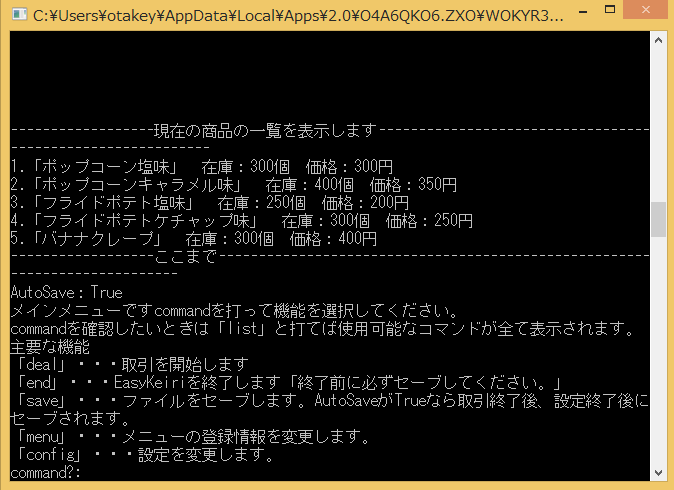 C:¥Users¥otakey¥AppData¥Local¥Apps¥2.0¥O4A6QKO6.ZXO¥WOKYR3...
------------------現在の商品の一覧を表示します----------------------------------
-------------------------
1.「ポップコーン塩味」 在庫：300個 価格：300円
2.「ポップコーンキャラメル味」 在庫：400個 価格：350円
3.「フライドポテト塩味」 在庫：250個 価格：200円
4.「フライドポテトケチャップ味」 在庫：300個 価格：250円
5.「バナナクレープ」 在庫：300個 価格：400円
------------------ここまで------------------------------------------------------
---------------------
AutoSave：True
メインメニューですcommandを打って機能を選択してください。
commandを確認したいときは「list」と打てば使用可能なコマンドが全て表示されます。
主要な機能
「deal」・・・取引を開始します
「end」・・・EasyKeiriを終了します「終了前に必ずセーブしてください。」
「save」・・・ファイルをセーブします。AutoSaveがTrueなら取引終了後、設定終了後に
セーブされます。
「menu」・・・メニューの登録情報を変更します。
「config」・・・設定を変更します。
command?: